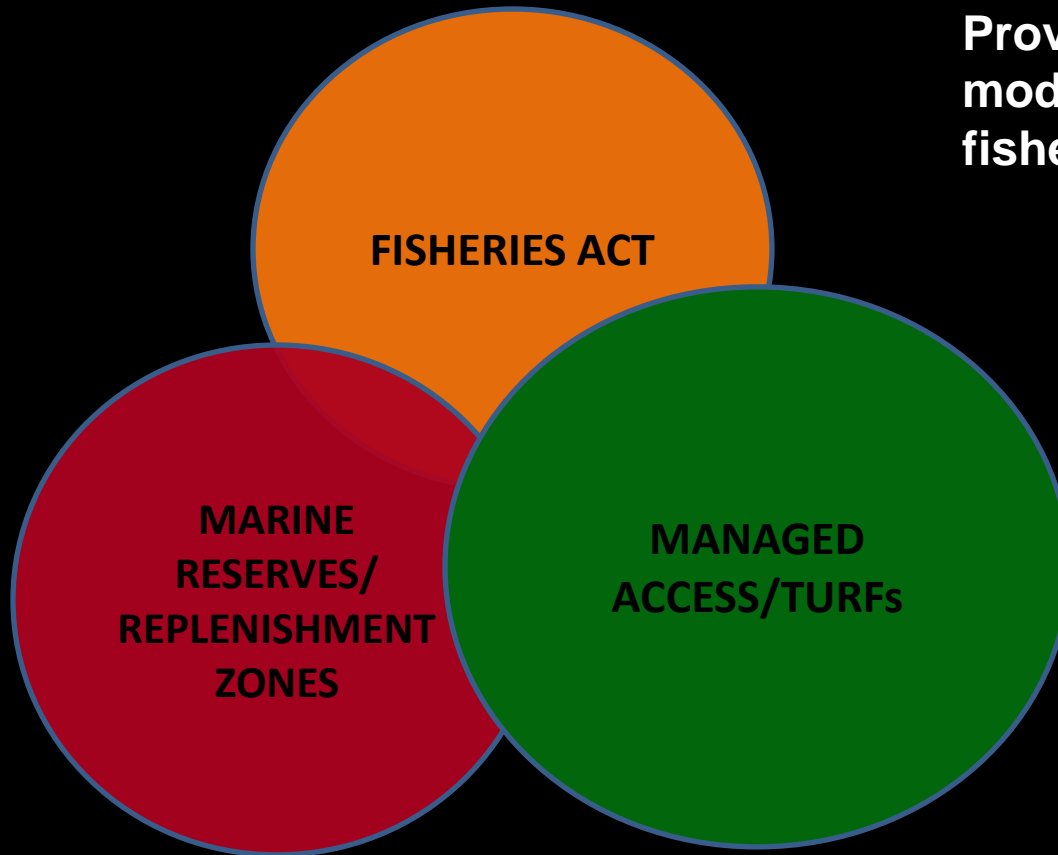 FISHERIES ACT
MARINE
RESERVES/
REPLENISHMENT
ZONES
MANAGED
ACCESS/TURFs